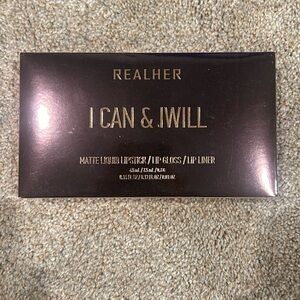 REALHER
I CAN & I WILL
MATTE LIQUID LIPSTICK / LIP GLOSS / LIP LINER